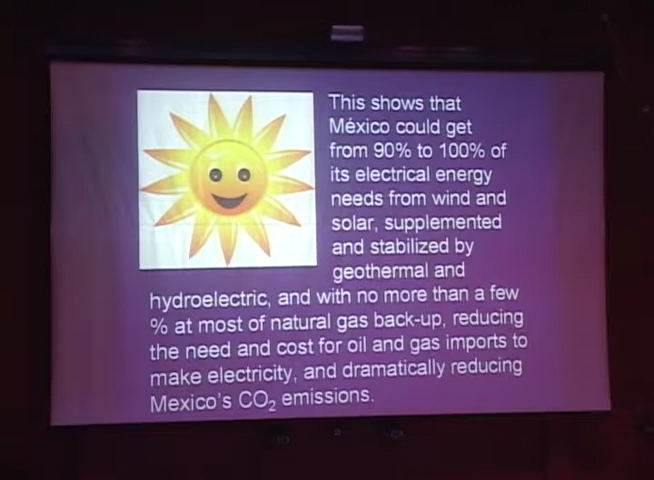 This shows that
México could get
from 90% to 100% of
its electrical energy
needs from wind and
solar, supplemented
and stabilized by
geothermal and
hydroelectric, and with no more than a few
% at most of natural gas back-up, reducing
the need and cost for oil and gas imports to
make electricity, and dramatically reducing
Mexico's CO₂ emissions.